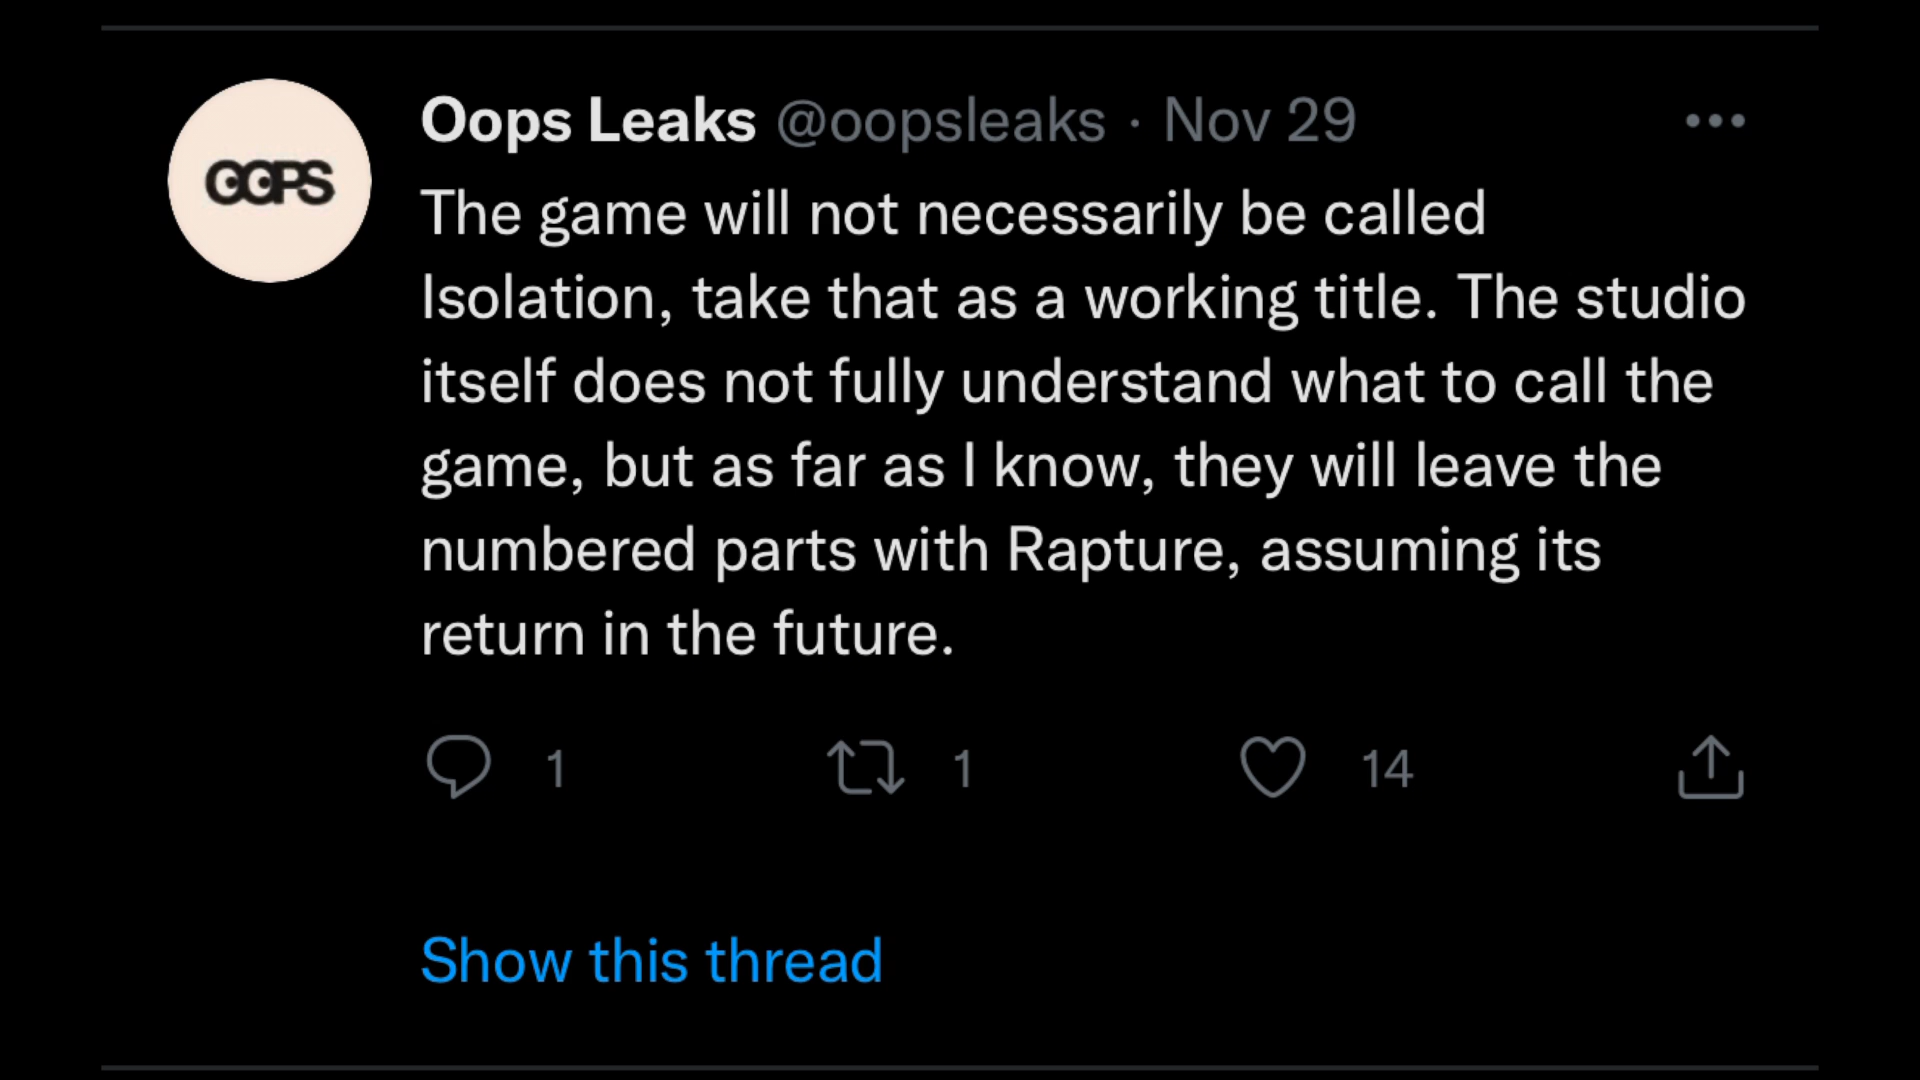 OOPS
Oops Leaks @oopsleaks · Nov 29
The game will not necessarily be called
Isolation, take that as a working title. The studio
itself does not fully understand what to call the
game, but as far as I know, they will leave the
numbered parts with Rapture, assuming its
return in the future.
1 1 14
Show this thread